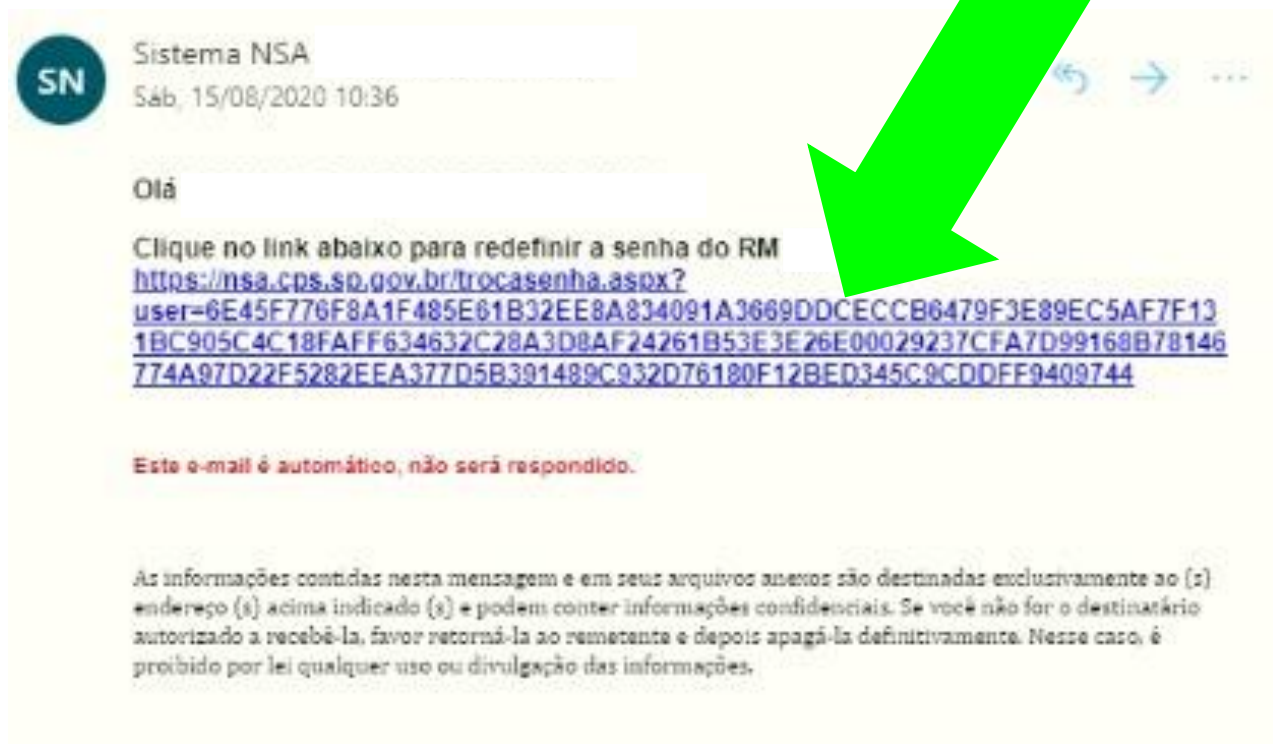 SN
Sistema NSA
Sáb, 15/08/2020 10:36
Olá
Clique no link abaixo para redefinir a senha do RM
https://nsa.cps.sp.gov.br/trocasenha.aspx?
user=6E45F776F8A1F485E61B32EE8A834091A3669DDCECCB6479F3E89EC5AF7F13
1BC905C4C18FAFF634632C28A3D8AF24261B53E3E26E00029237CFA7D99168B78146
774A97D22F5282EEA377D5B391489C932D76180F12BED345C9CDDFF9409744
Este e-mail é automático, não será respondido.
As informações contidas nesta mensagem e em seus arquivos anexos são destinadas exclusivamente ao (s)
endereço (s) acima indicado (s) e podem conter informações confidenciais. Se você não for o destinatário
autorizado a recebê-la, favor retorná-la ao remetente e depois apagá-la definitivamente. Nesse caso, é
proibido por lei qualquer uso ou divulgação das informações.